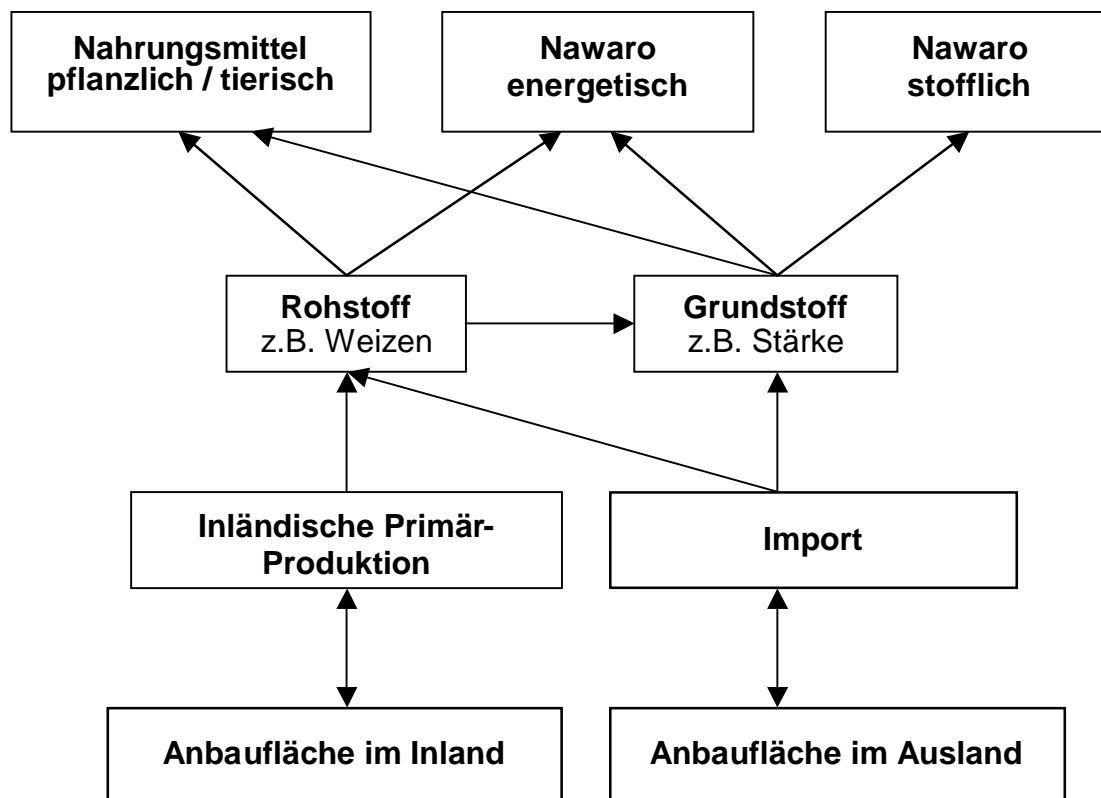 Nahrungsmittel
pflanzlich / tierisch
Nawaro
energetisch
Nawaro
stofflich
Rohstoff
z.B. Weizen
Grundstoff
z.B. Stärke
Inländische Primär-
Produktion
Import
Anbaufläche im Inland
Anbaufläche im Ausland